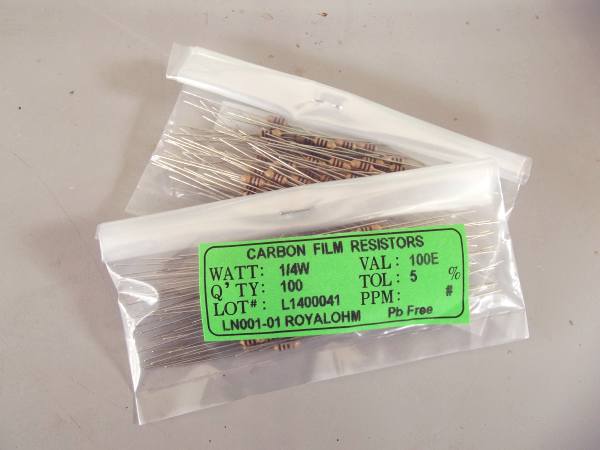 CARBON FILM RESISTORS
WATT: 1/4W VAL: 100E
Q'TY: 100 TOL: 5 %
LOT#: L1400041 PPM: #
LN001-01 ROYALOHM Pb Free